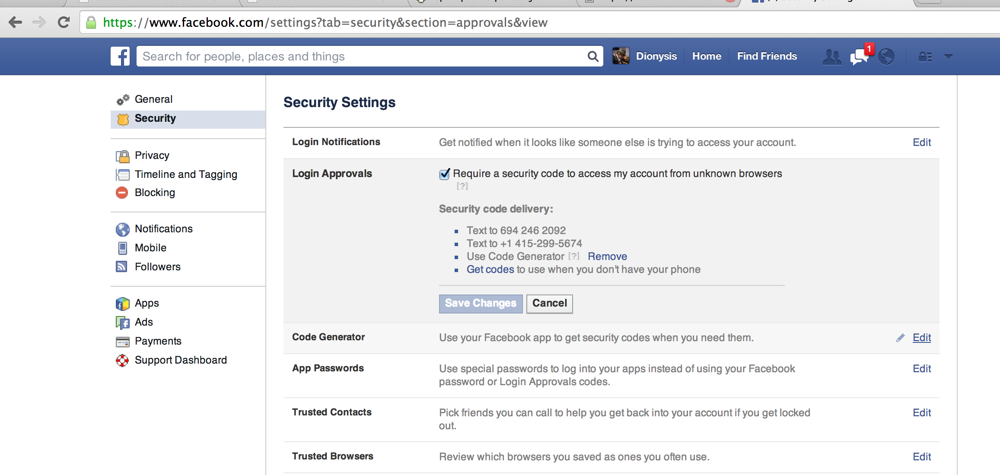 https://www.facebook.com/settings?tab=security&section=approvals&view
Search for people, places and things
Dionysis
Home
Find Friends
1
General
Security
Privacy
Timeline and Tagging
Blocking
Notifications
Mobile
Followers
Apps
Ads
Payments
Support Dashboard
Security Settings
Login Notifications
Get notified when it looks like someone else is trying to access your account.
Edit
Login Approvals
Require a security code to access my account from unknown browsers
[?]
Security code delivery:
Text to 694 246 2092
Text to +1 415-299-5674
Use Code Generator [?] Remove
Get codes to use when you don't have your phone
Save Changes
Cancel
Code Generator
Use your Facebook app to get security codes when you need them.
Edit
App Passwords
Use special passwords to log into your apps instead of using your Facebook
password or Login Approvals codes.
Edit
Trusted Contacts
Pick friends you can call to help you get back into your account if you get locked
out.
Edit
Trusted Browsers
Review which browsers you saved as ones you often use.
Edit